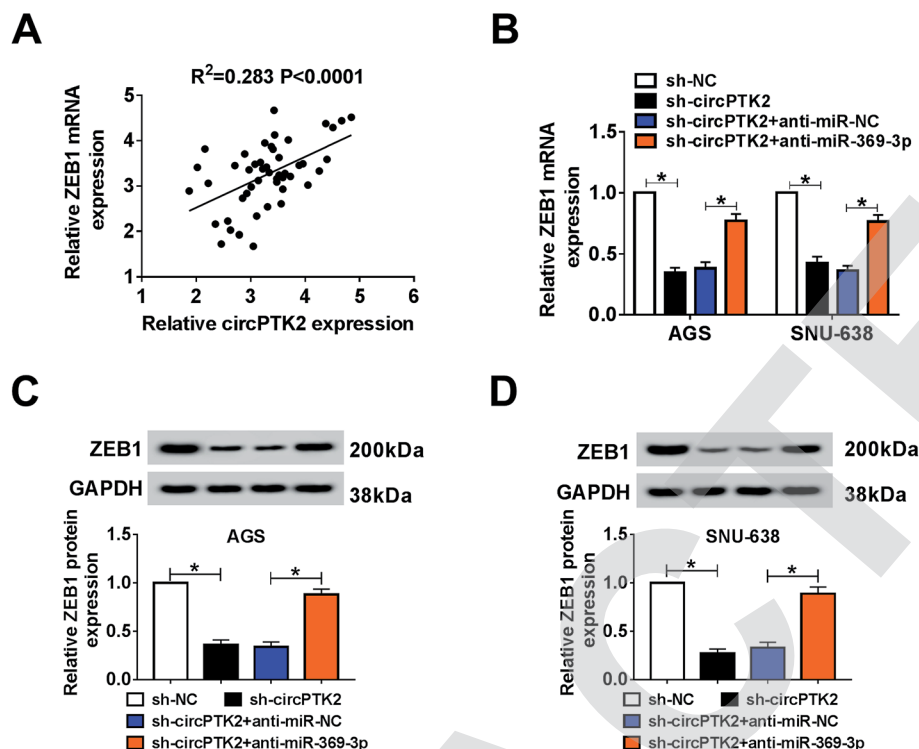 A
R²=0.283 P<0.0001
Relative ZEB1 mRNA
expression
5
4
3
2
1
1 2 3 4 5 6
Relative circPTK2 expression
B
sh-NC
sh-circPTK2
sh-circPTK2+anti-miR-NC
sh-circPTK2+anti-miR-369-3p
Relative ZEB1 mRNA
expression
1.5
1.0
0.5
0.0
* * * *
AGS SNU-638
C
ZEB1 200kDa
GAPDH 38kDa
AGS
Relative ZEB1 protein
expression
1.5
1.0
0.5
0.0
* *
sh-NC sh-circPTK2
sh-circPTK2+anti-miR-NC
sh-circPTK2+anti-miR-369-3p
D
ZEB1 200kDa
GAPDH 38kDa
SNU-638
Relative ZEB1 protein
expression
1.5
1.0
0.5
0.0
* *
sh-NC sh-circPTK2
sh-circPTK2+anti-miR-NC
sh-circPTK2+anti-miR-369-3p